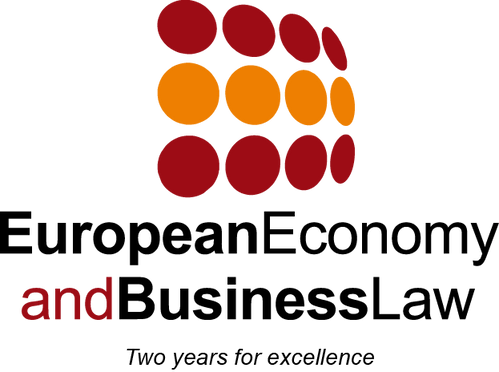 EuropeanEconomy
andBusinessLaw
Two years for excellence